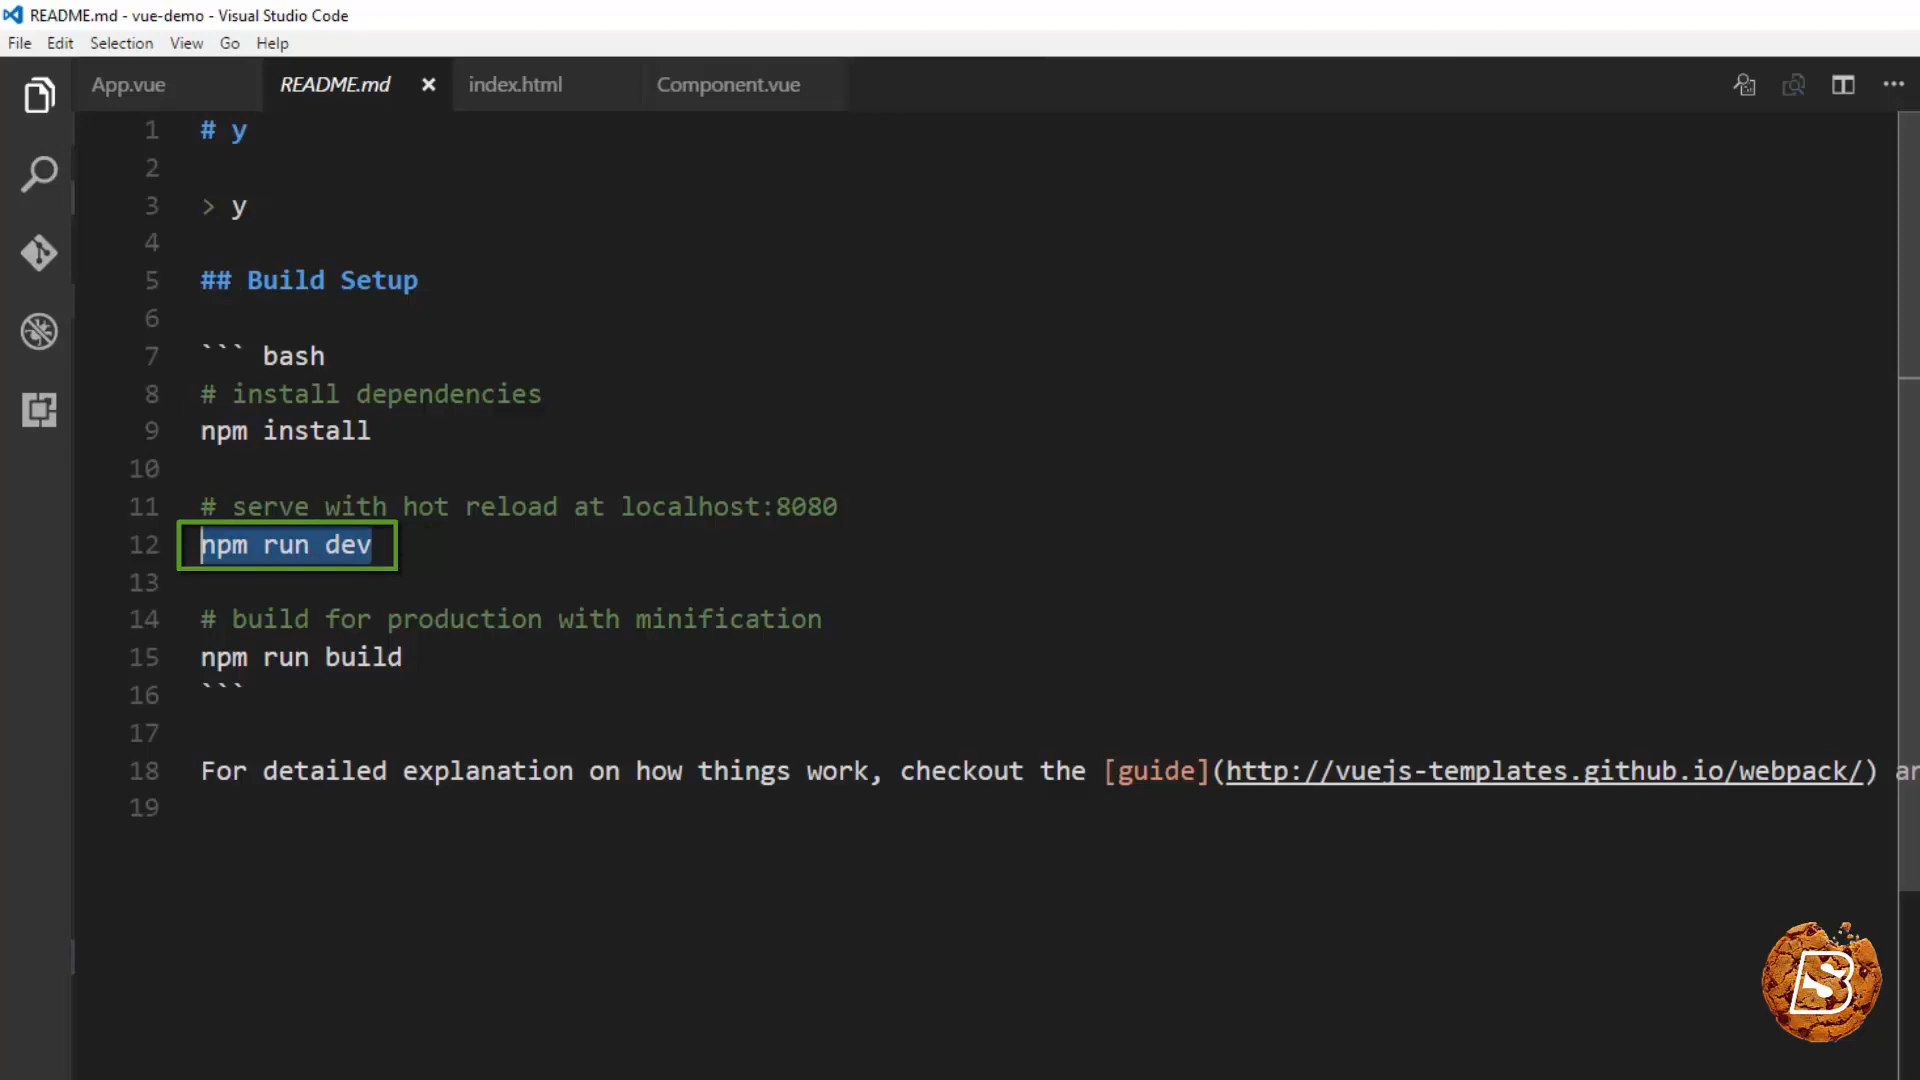 README.md - vue-demo - Visual Studio Code
File Edit Selection View Go Help
App.vue README.md index.html Component.vue
1 # y
2
3 > y
4
5 ## Build Setup
6
7 ``` bash
8 # install dependencies
9 npm install
10
11 # serve with hot reload at localhost:8080
12 npm run dev
13
14 # build for production with minification
15 npm run build
16 ```
17
18 For detailed explanation on how things work, checkout the [guide](http://vuejs-templates.github.io/webpack/)
19
B